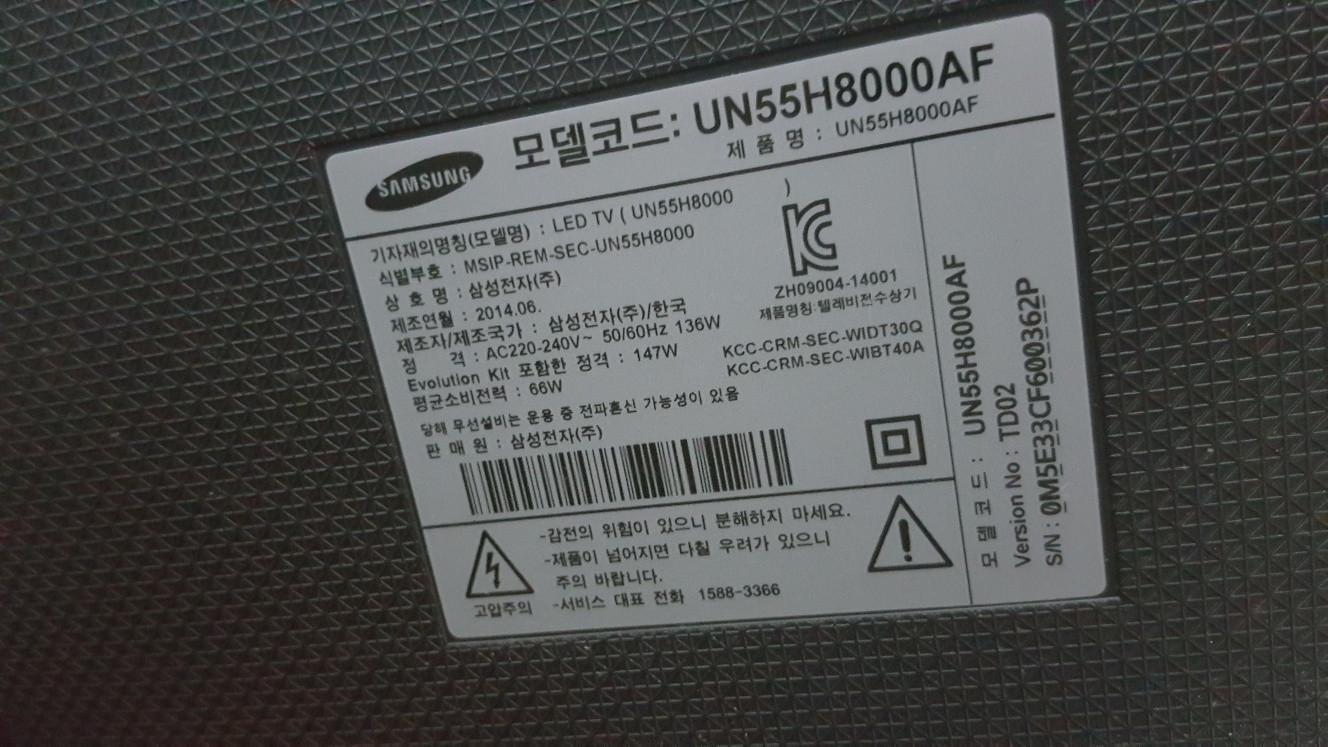 SAMSUNG
모델코드: UN55H8000AF
제 품 명 : UN55H8000AF
기자재의명칭(모델명) : LED TV ( UN55H8000 )
식별부호 : MSIP-REM-SEC-UN55H8000
상 호 명 : 삼성전자(주)
제조연월 : 2014.06.
제조자/제조국가 : 삼성전자(주)/한국
정 격 : AC220-240V~ 50/60Hz 136W
Evolution Kit 포함한 정격 : 147W
평균소비전력 : 66W
당해 무선설비는 운용 중 전파혼신 가능성이 있음
판 매 원 : 삼성전자(주)
ZH09004-14001
제품명칭:텔레비전수상기
KCC-CRM-SEC-WIDT30Q
KCC-CRM-SEC-WIBT40A
고압주의
-감전의 위험이 있으니 분해하지 마세요.
-제품이 넘어지면 다칠 우려가 있으니
주의 바랍니다.
-서비스 대표 전화 1588-3366
모 델 코 드 : UN55H8000AF
Version No : TD02
S/N : 0M5E33CF600362P